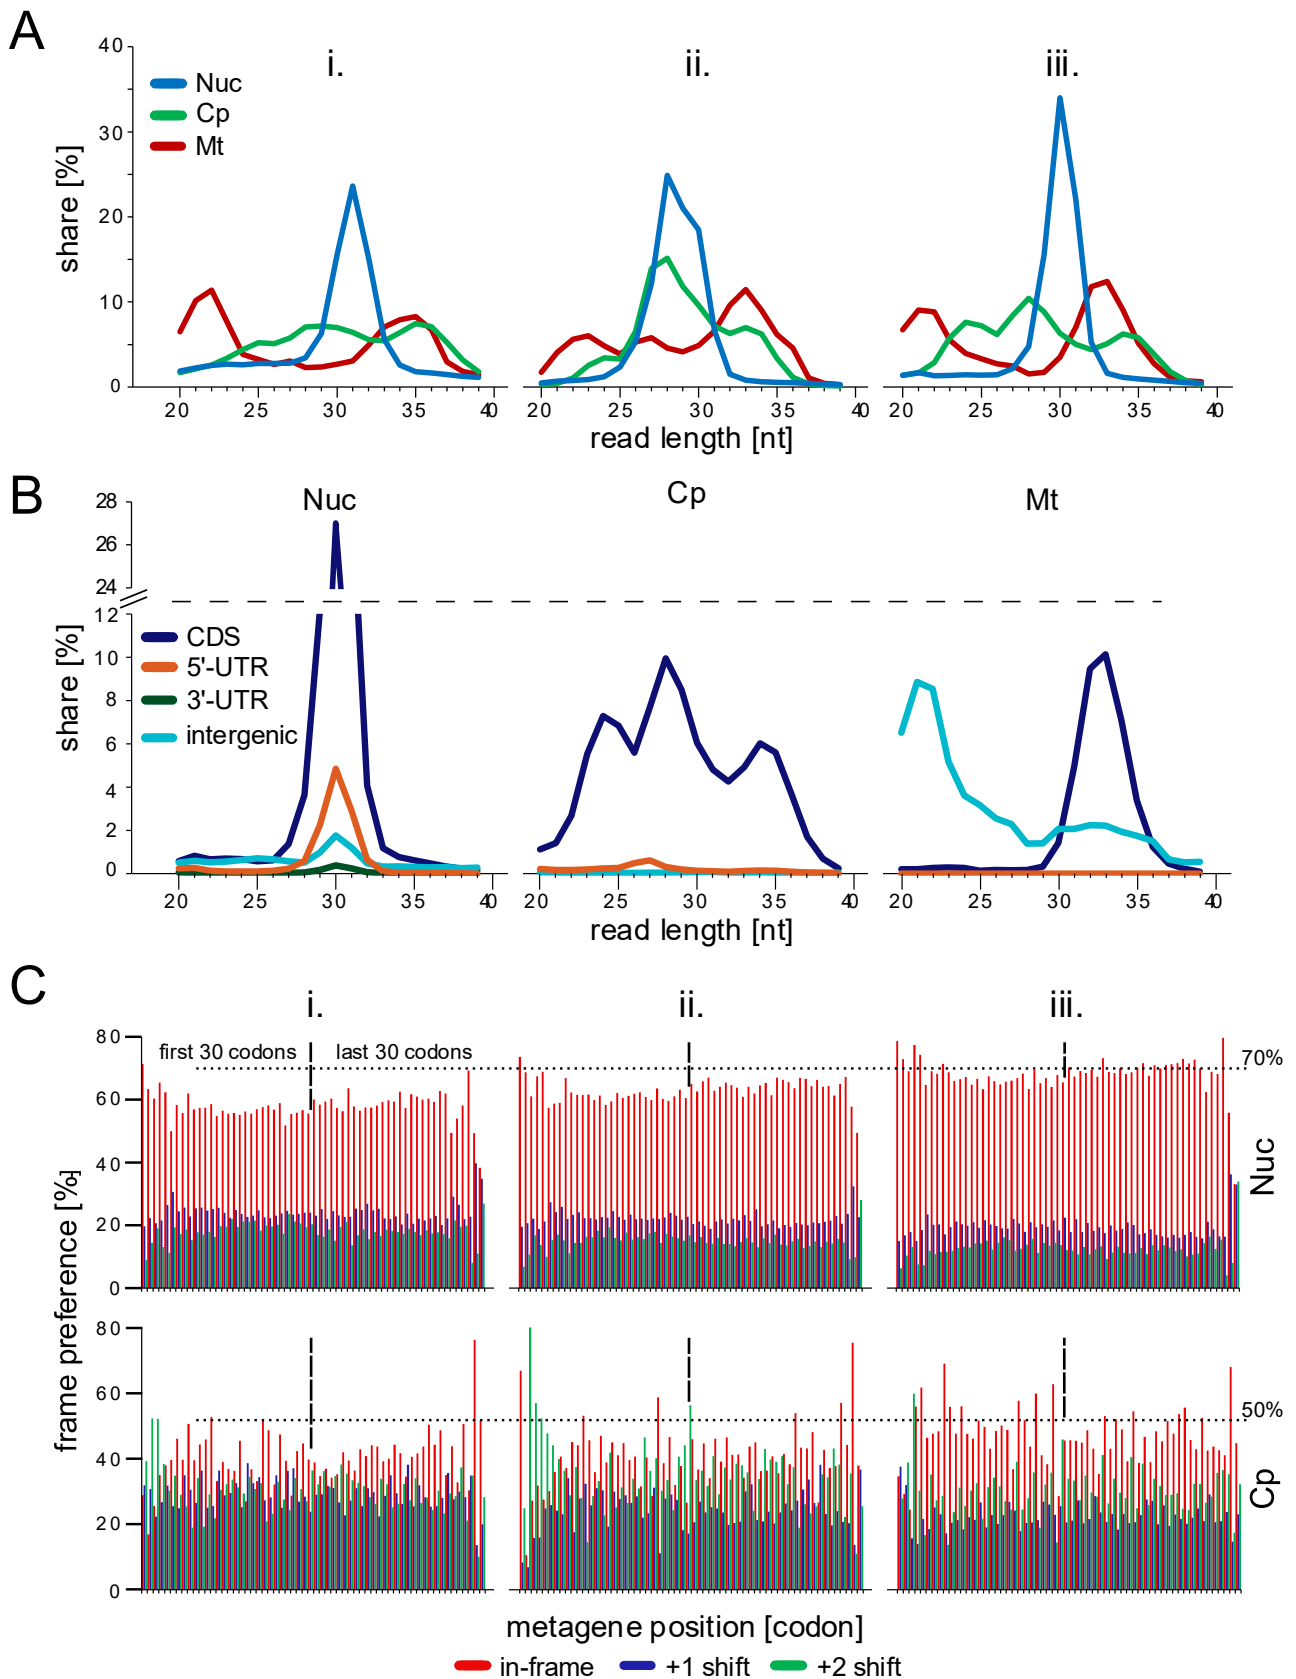 A
i.
ii.
iii.
Nuc
Cp
Mt
share [%]
40
30
20
10
0
20 25 30 35 40
20 25 30 35 40
20 25 30 35 40
read length [nt]
B
Nuc
Cp
Mt
share [%]
28
26
24
12
10
8
6
4
2
0
CDS
5'-UTR
3'-UTR
intergenic
20 25 30 35 40
20 25 30 35 40
20 25 30 35 40
read length [nt]
C
i.
ii.
iii.
frame preference [%]
80
60
40
20
0
first 30 codons
last 30 codons
70%
Nuc
80
60
40
20
0
50%
Cp
metagene position [codon]
in-frame +1 shift +2 shift